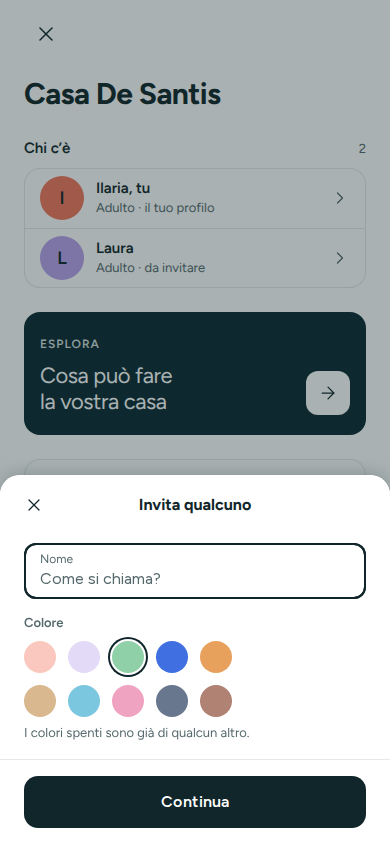 Casa De Santis
Chi c'è
2
I
Ilaria, tu
Adulto · il tuo profilo
L
Laura
Adulto · da invitare
ESPLORA
Cosa può fare
la vostra casa
Invita qualcuno
Nome
Come si chiama?
Colore
I colori spenti sono già di qualcun altro.
Continua